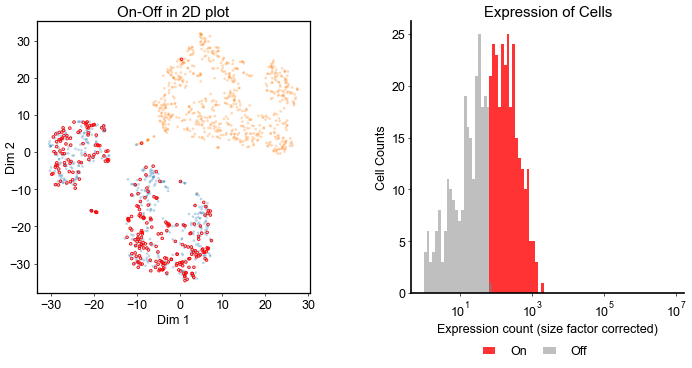 On-Off in 2D plot
30
20
10
0
−10
−20
−30
Dim 2
−30 −20 −10 0 10 20 30
Dim 1
Expression of Cells
25
20
15
10
5
0
Cell Counts
10^1 10^3 10^5 10^7
Expression count (size factor corrected)
On Off